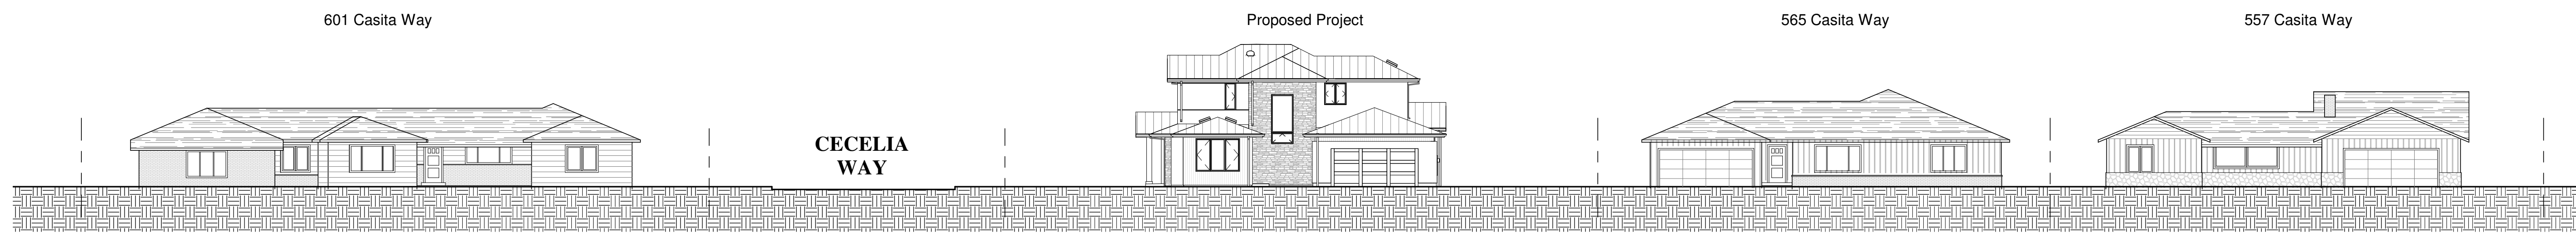 601 Casita Way
Proposed Project
565 Casita Way
557 Casita Way
CECELIA
WAY